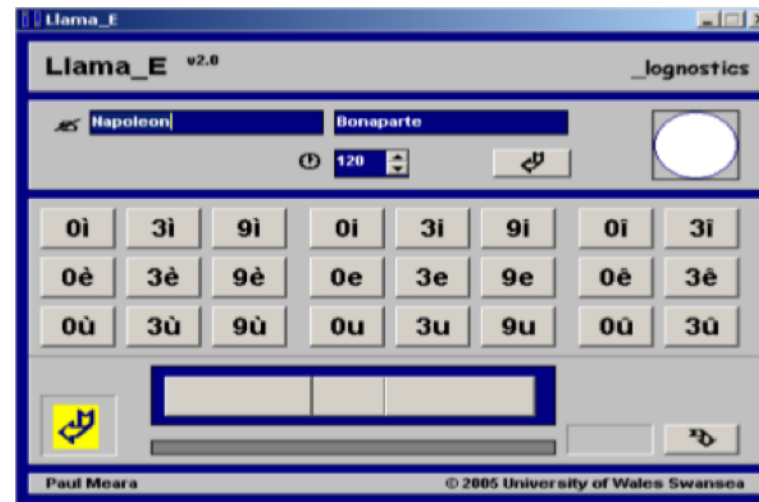 Llama_E
Llama_E v2.0 _lognostics
Napoleon Bonaparte
120
0ì 3ì 9ì 0i 3i 9i 0î 3î
0è 3è 9è 0e 3e 9e 0ê 3ê
0ù 3ù 9ù 0u 3u 9u 0û 3û
Paul Meara © 2005 University of Wales Swansea